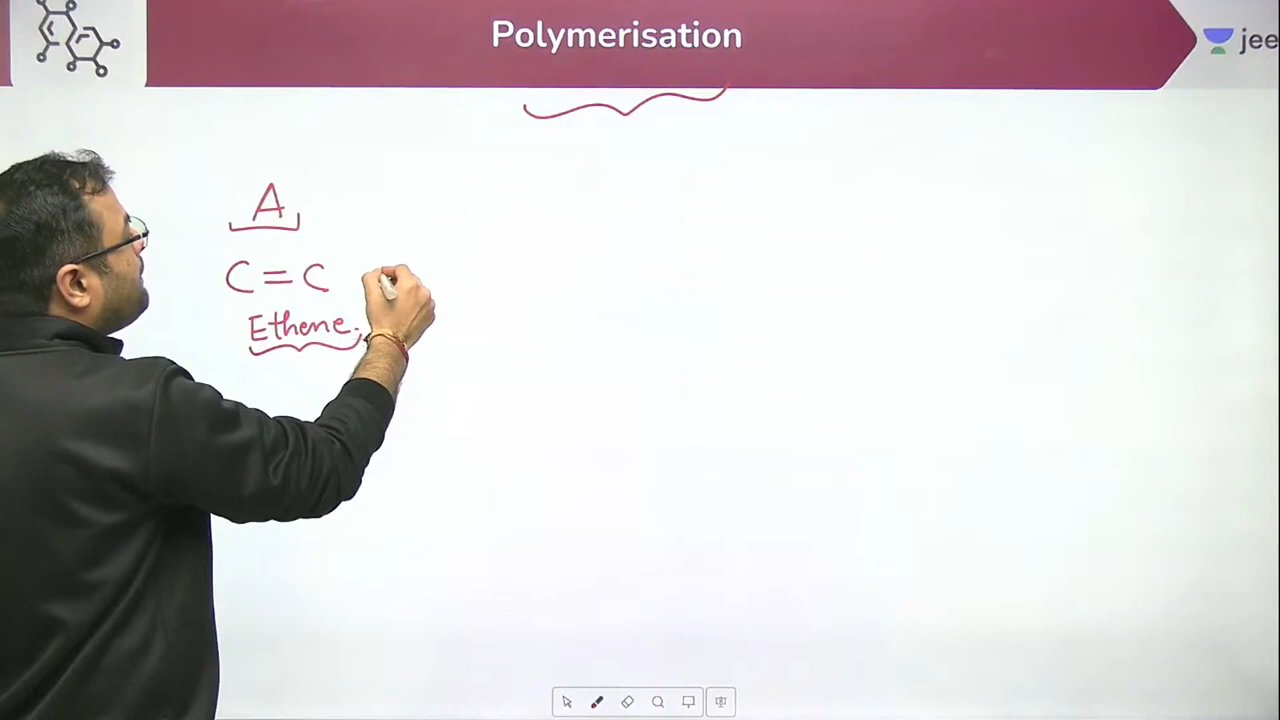 Polymerisation
jee
A
C = C
Ethene